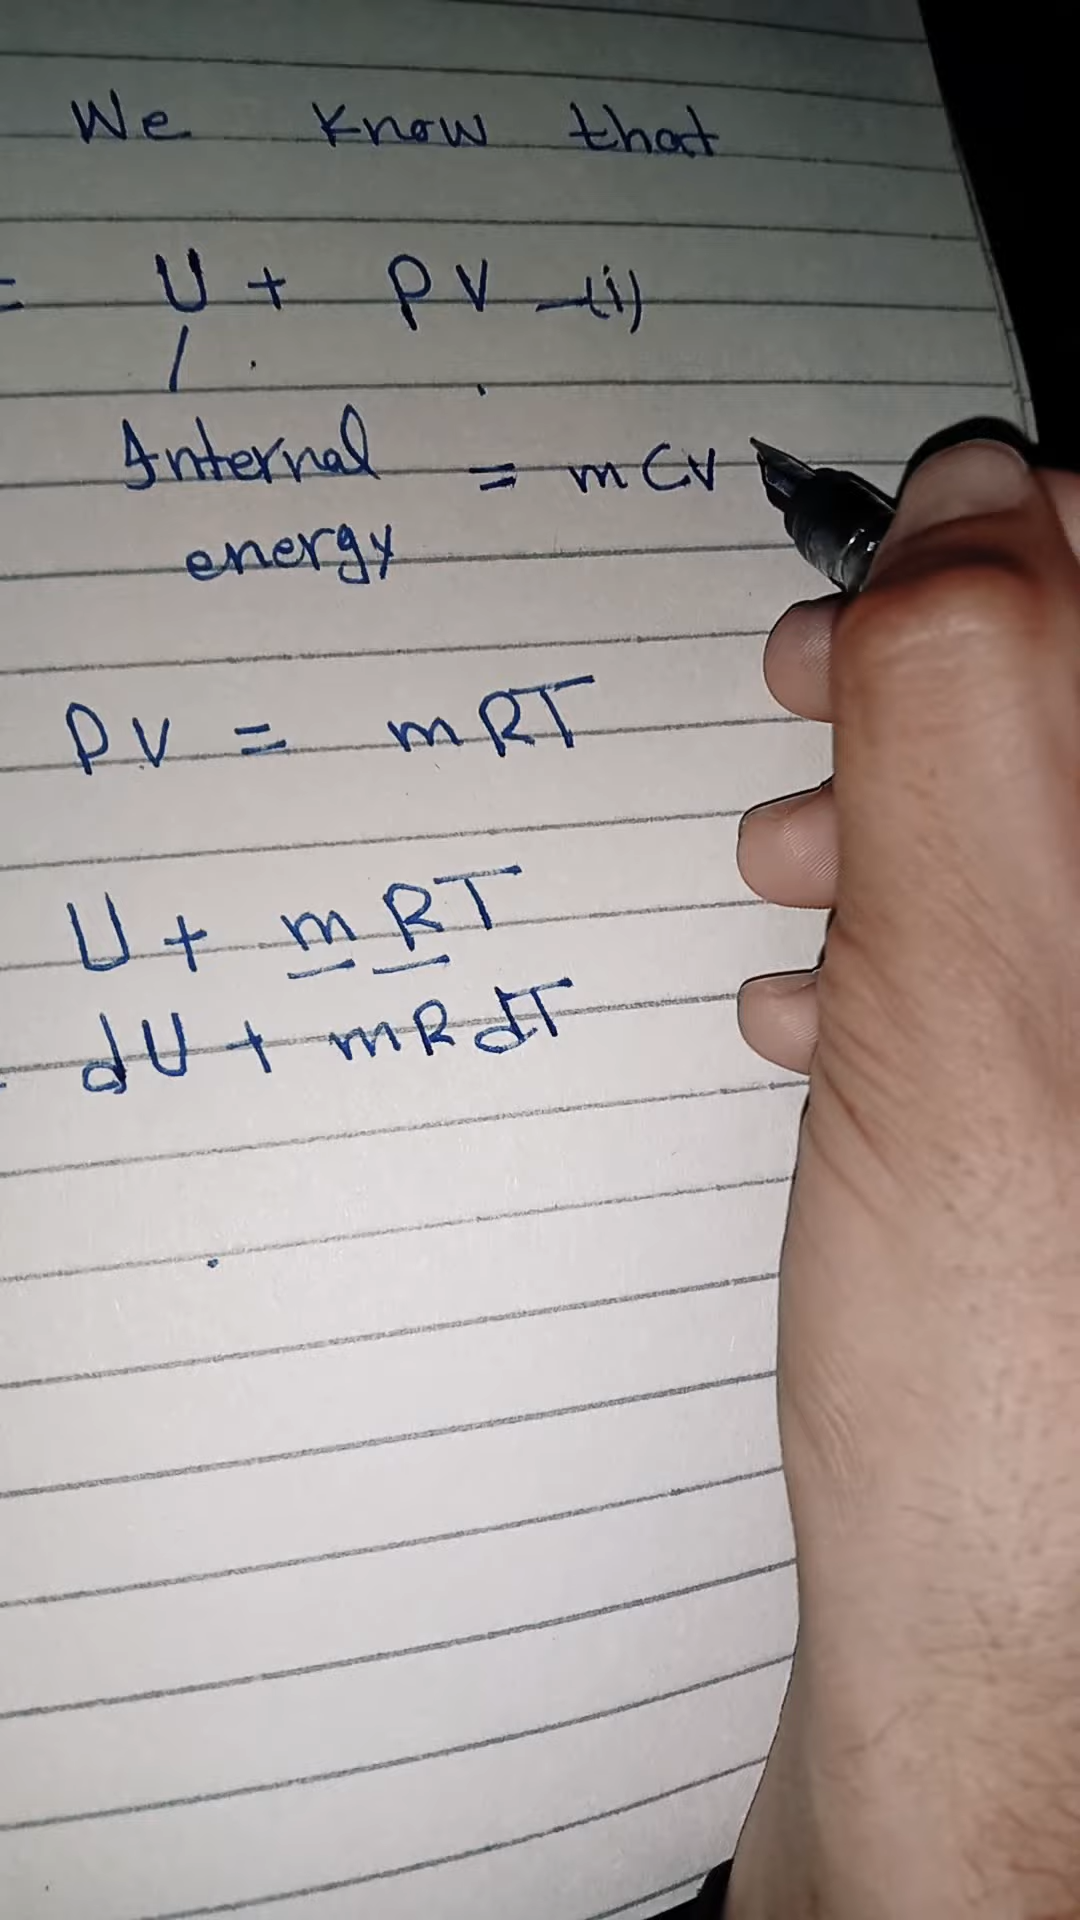 We know that
= U + PV -(i)
Internal = mCv
energy
PV = mRT
U + mRT
dU + mRdT